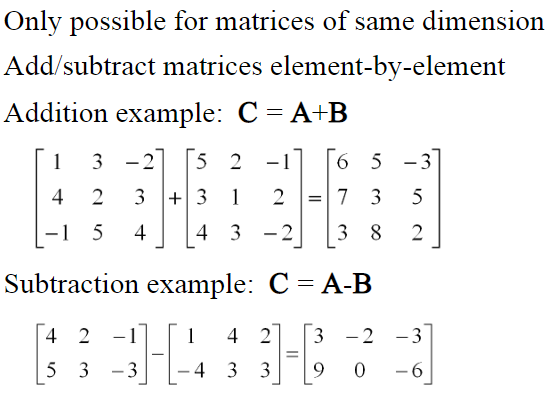 Only possible for matrices of same dimension
Add/subtract matrices element-by-element
Addition example: C = A+B
[1 3 −2] [5 2 −1] [6 5 −3]
[4 2 3] + [3 1 2] = [7 3 5]
[−1 5 4] [4 3 −2] [3 8 2]
Subtraction example: C = A-B
[4 2 −1] − [1 4 2] = [3 −2 −3]
[5 3 −3] [−4 3 3] [9 0 −6]